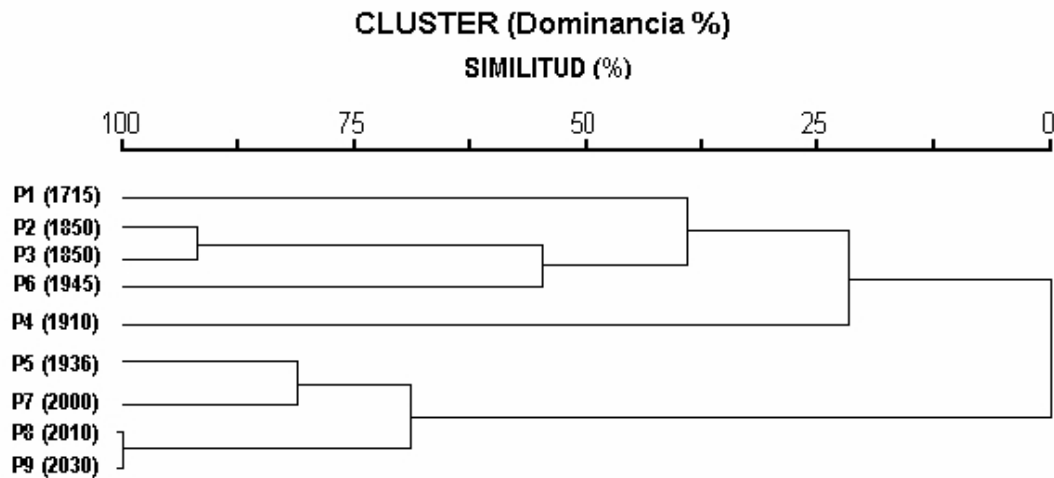 CLUSTER (Dominancia %)
SIMILITUD (%)
100 75 50 25 0
P1 (1715)
P2 (1850)
P3 (1850)
P6 (1945)
P4 (1910)
P5 (1936)
P7 (2000)
P8 (2010)
P9 (2030)